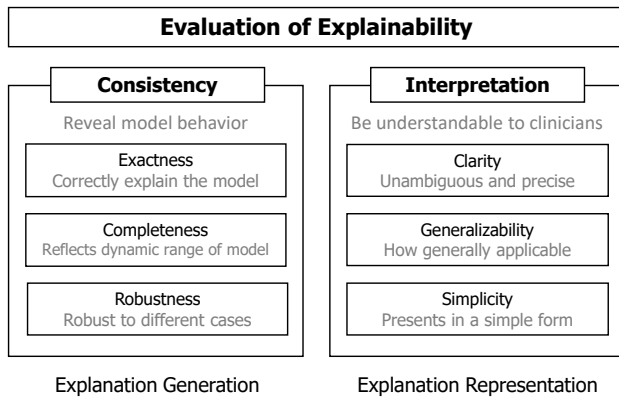 Evaluation of Explainability
Consistency
Reveal model behavior
Exactness
Correctly explain the model
Completeness
Reflects dynamic range of model
Robustness
Robust to different cases
Explanation Generation
Interpretation
Be understandable to clinicians
Clarity
Unambiguous and precise
Generalizability
How generally applicable
Simplicity
Presents in a simple form
Explanation Representation